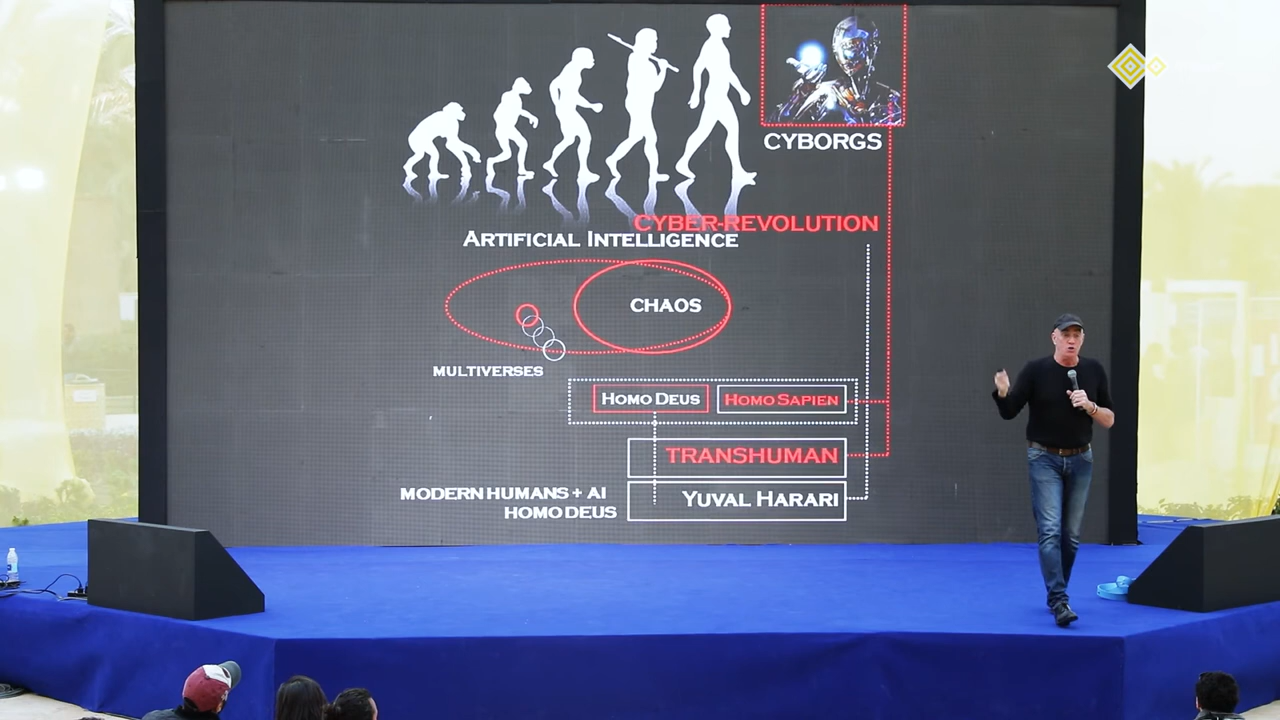 CYBORGS
CYBER-REVOLUTION
ARTIFICIAL INTELLIGENCE
CHAOS
MULTIVERSES
HOMO DEUS
HOMO SAPIEN
TRANSHUMAN
MODERN HUMANS + AI
HOMO DEUS
YUVAL HARARI